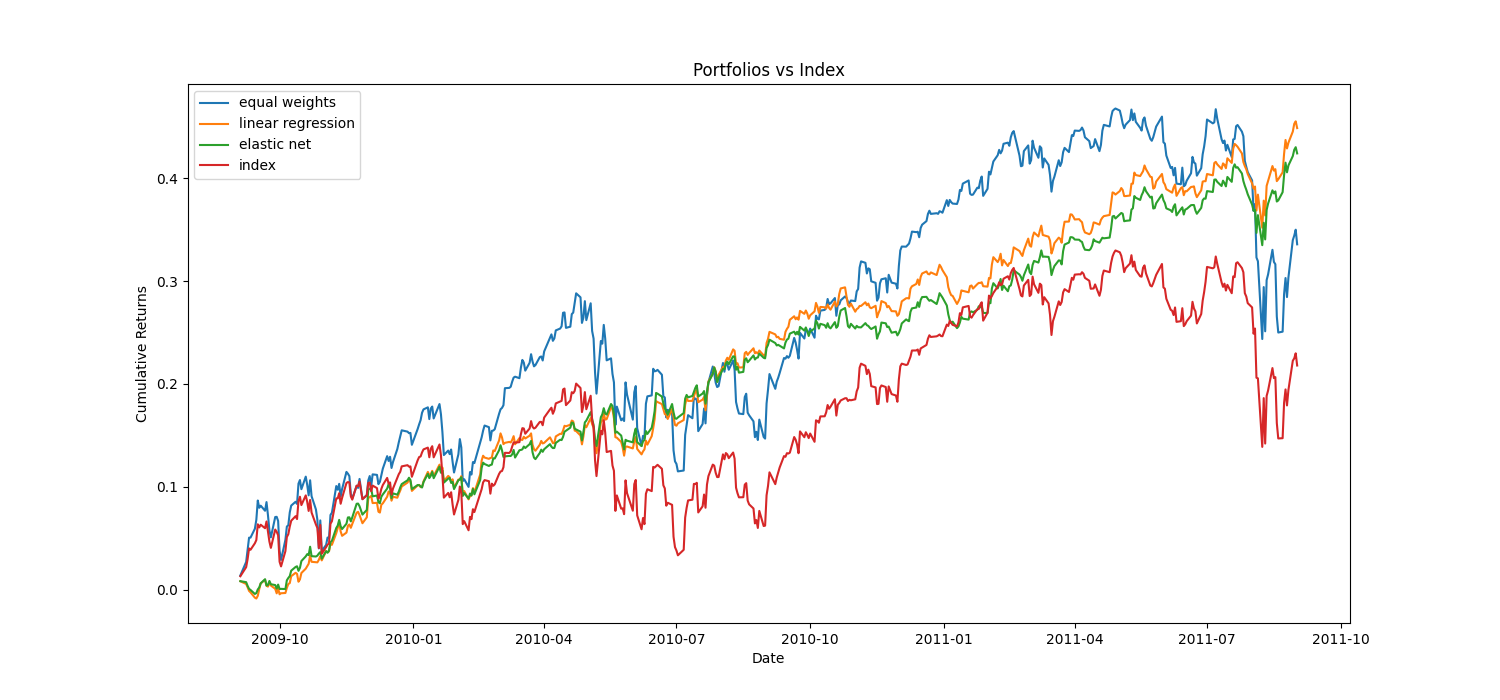 Portfolios vs Index
equal weights
linear regression
elastic net
index
Cumulative Returns
0.4
0.3
0.2
0.1
0.0
2009-10 2010-01 2010-04 2010-07 2010-10 2011-01 2011-04 2011-07 2011-10
Date